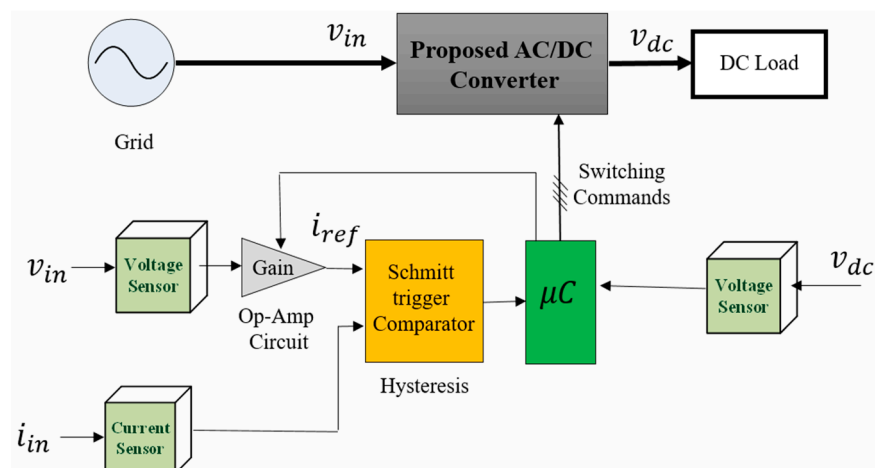 v_in
Proposed AC/DC
Converter
v_dc
DC Load
Grid
Switching
Commands
i_ref
v_in
Voltage
Sensor
Gain
Op-Amp
Circuit
Schmitt
trigger
Comparator
Hysteresis
μC
Voltage
Sensor
v_dc
i_in
Current
Sensor